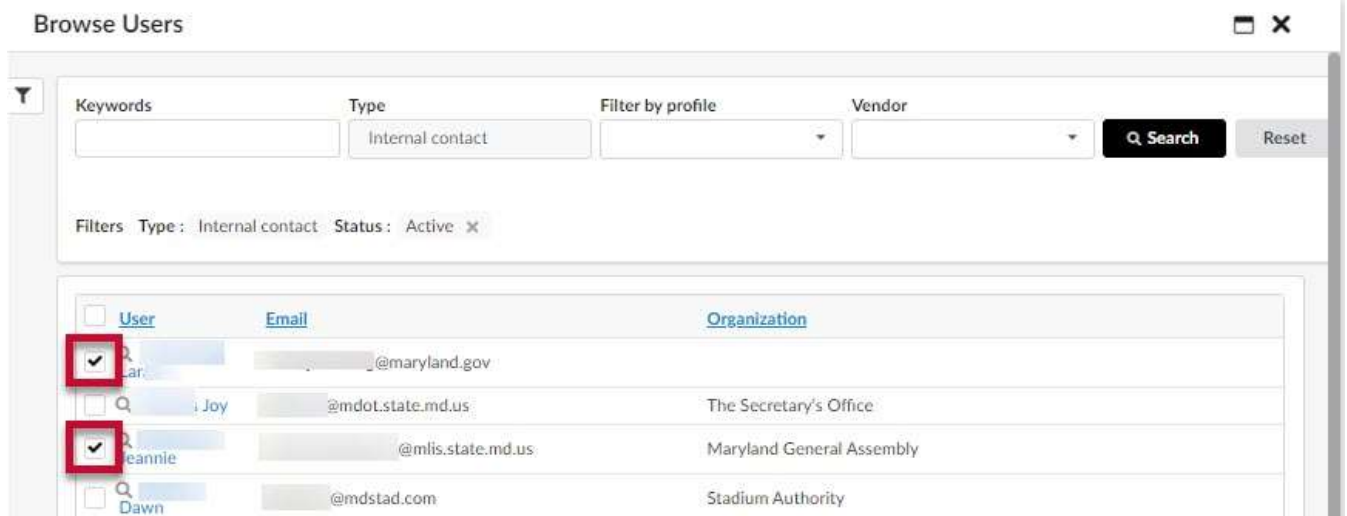 Browse Users
Keywords Type Filter by profile Vendor
Internal contact Search Reset
Filters Type : Internal contact Status : Active
User Email Organization
@maryland.gov
Joy @mdot.state.md.us The Secretary's Office
@mlis.state.md.us Maryland General Assembly
Jeannie
@mdstad.com Stadium Authority
Dawn